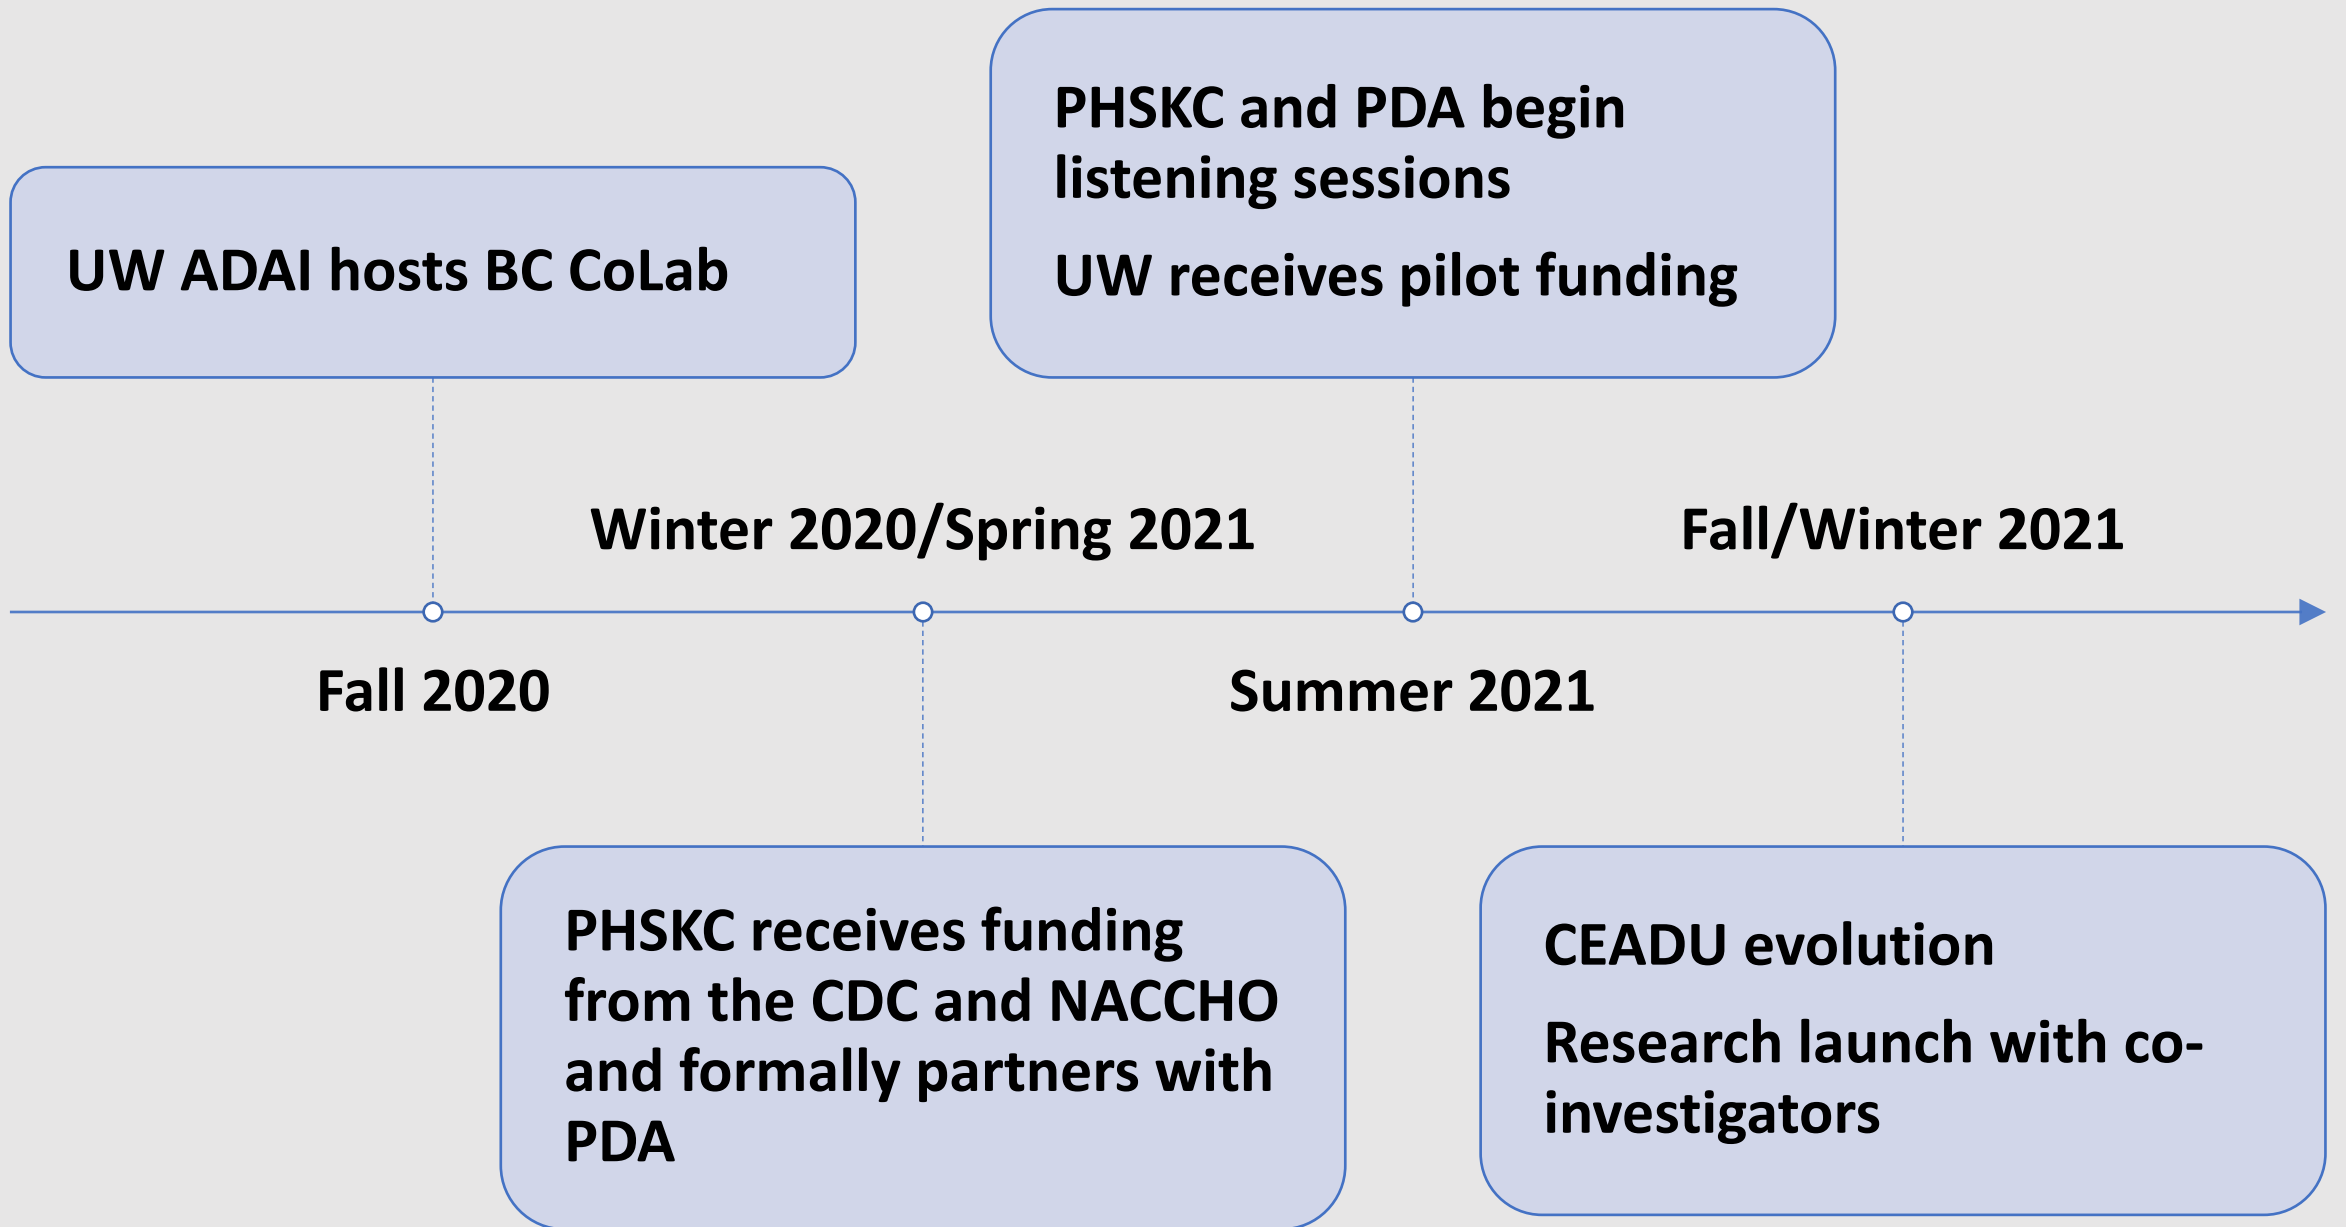 PHSKC and PDA begin
listening sessions
UW receives pilot funding
UW ADAI hosts BC CoLab
Winter 2020/Spring 2021
Fall/Winter 2021
Fall 2020
Summer 2021
PHSKC receives funding
from the CDC and NACCHO
and formally partners with
PDA
CEADU evolution
Research launch with co-
investigators